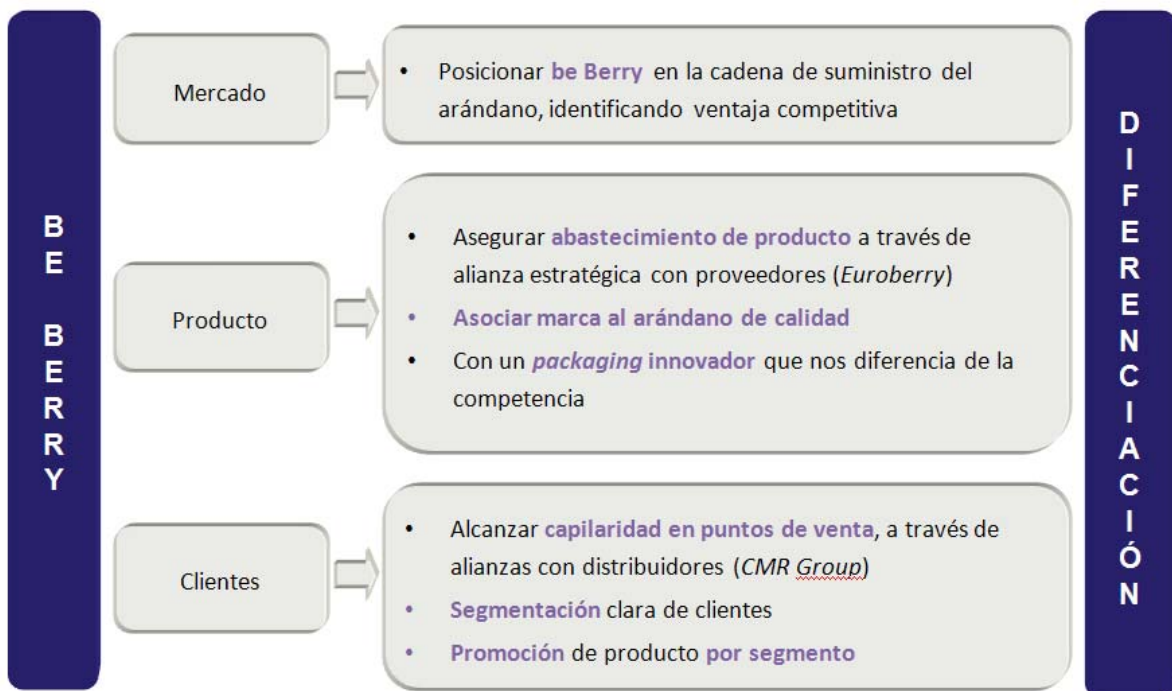 BE BERRY
Mercado
• Posicionar be Berry en la cadena de suministro del
arándano, identificando ventaja competitiva
Producto
• Asegurar abastecimiento de producto a través de
alianza estratégica con proveedores (Euroberry)
• Asociar marca al arándano de calidad
• Con un packaging innovador que nos diferencia de la
competencia
Clientes
• Alcanzar capilaridad en puntos de venta, a través de
alianzas con distribuidores (CMR Group)
• Segmentación clara de clientes
• Promoción de producto por segmento
DIFERENCIACIÓN